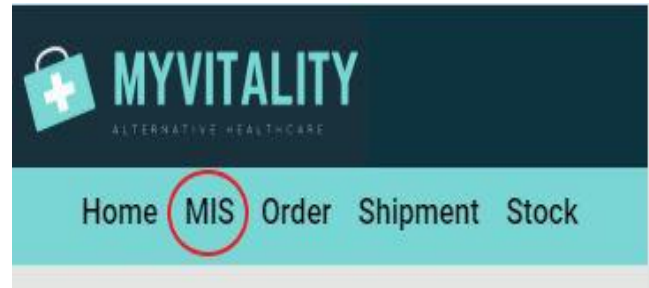 MYVITALITY
ALTERNATIVE HEALTHCARE
Home MIS Order Shipment Stock